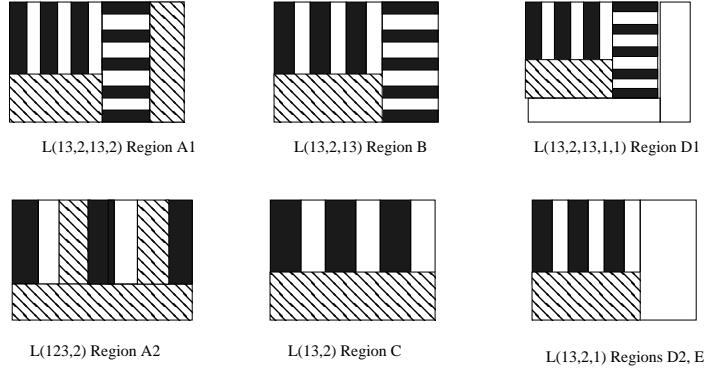 L(13,2,13,2) Region A1
L(13,2,13) Region B
L(13,2,13,1,1) Region D1
L(123,2) Region A2
L(13,2) Region C
L(13,2,1) Regions D2, E